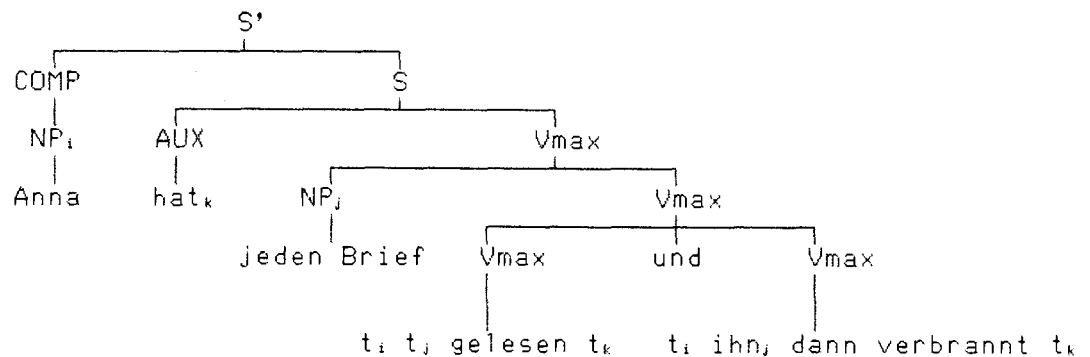 S'
COMP S
NPᵢ AUX Vmax
Anna hatₖ NPⱼ Vmax
jeden Brief Vmax und Vmax
tᵢ tⱼ gelesen tₖ tᵢ ihnⱼ dann verbrannt tₖ